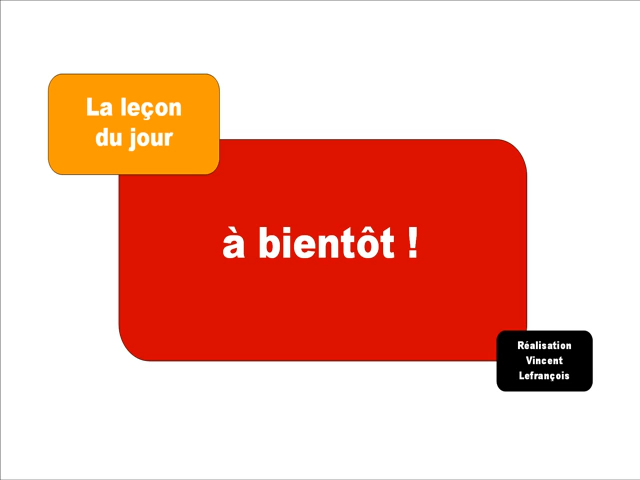 La leçon
du jour
à bientôt !
Réalisation
Vincent
Lefrançois